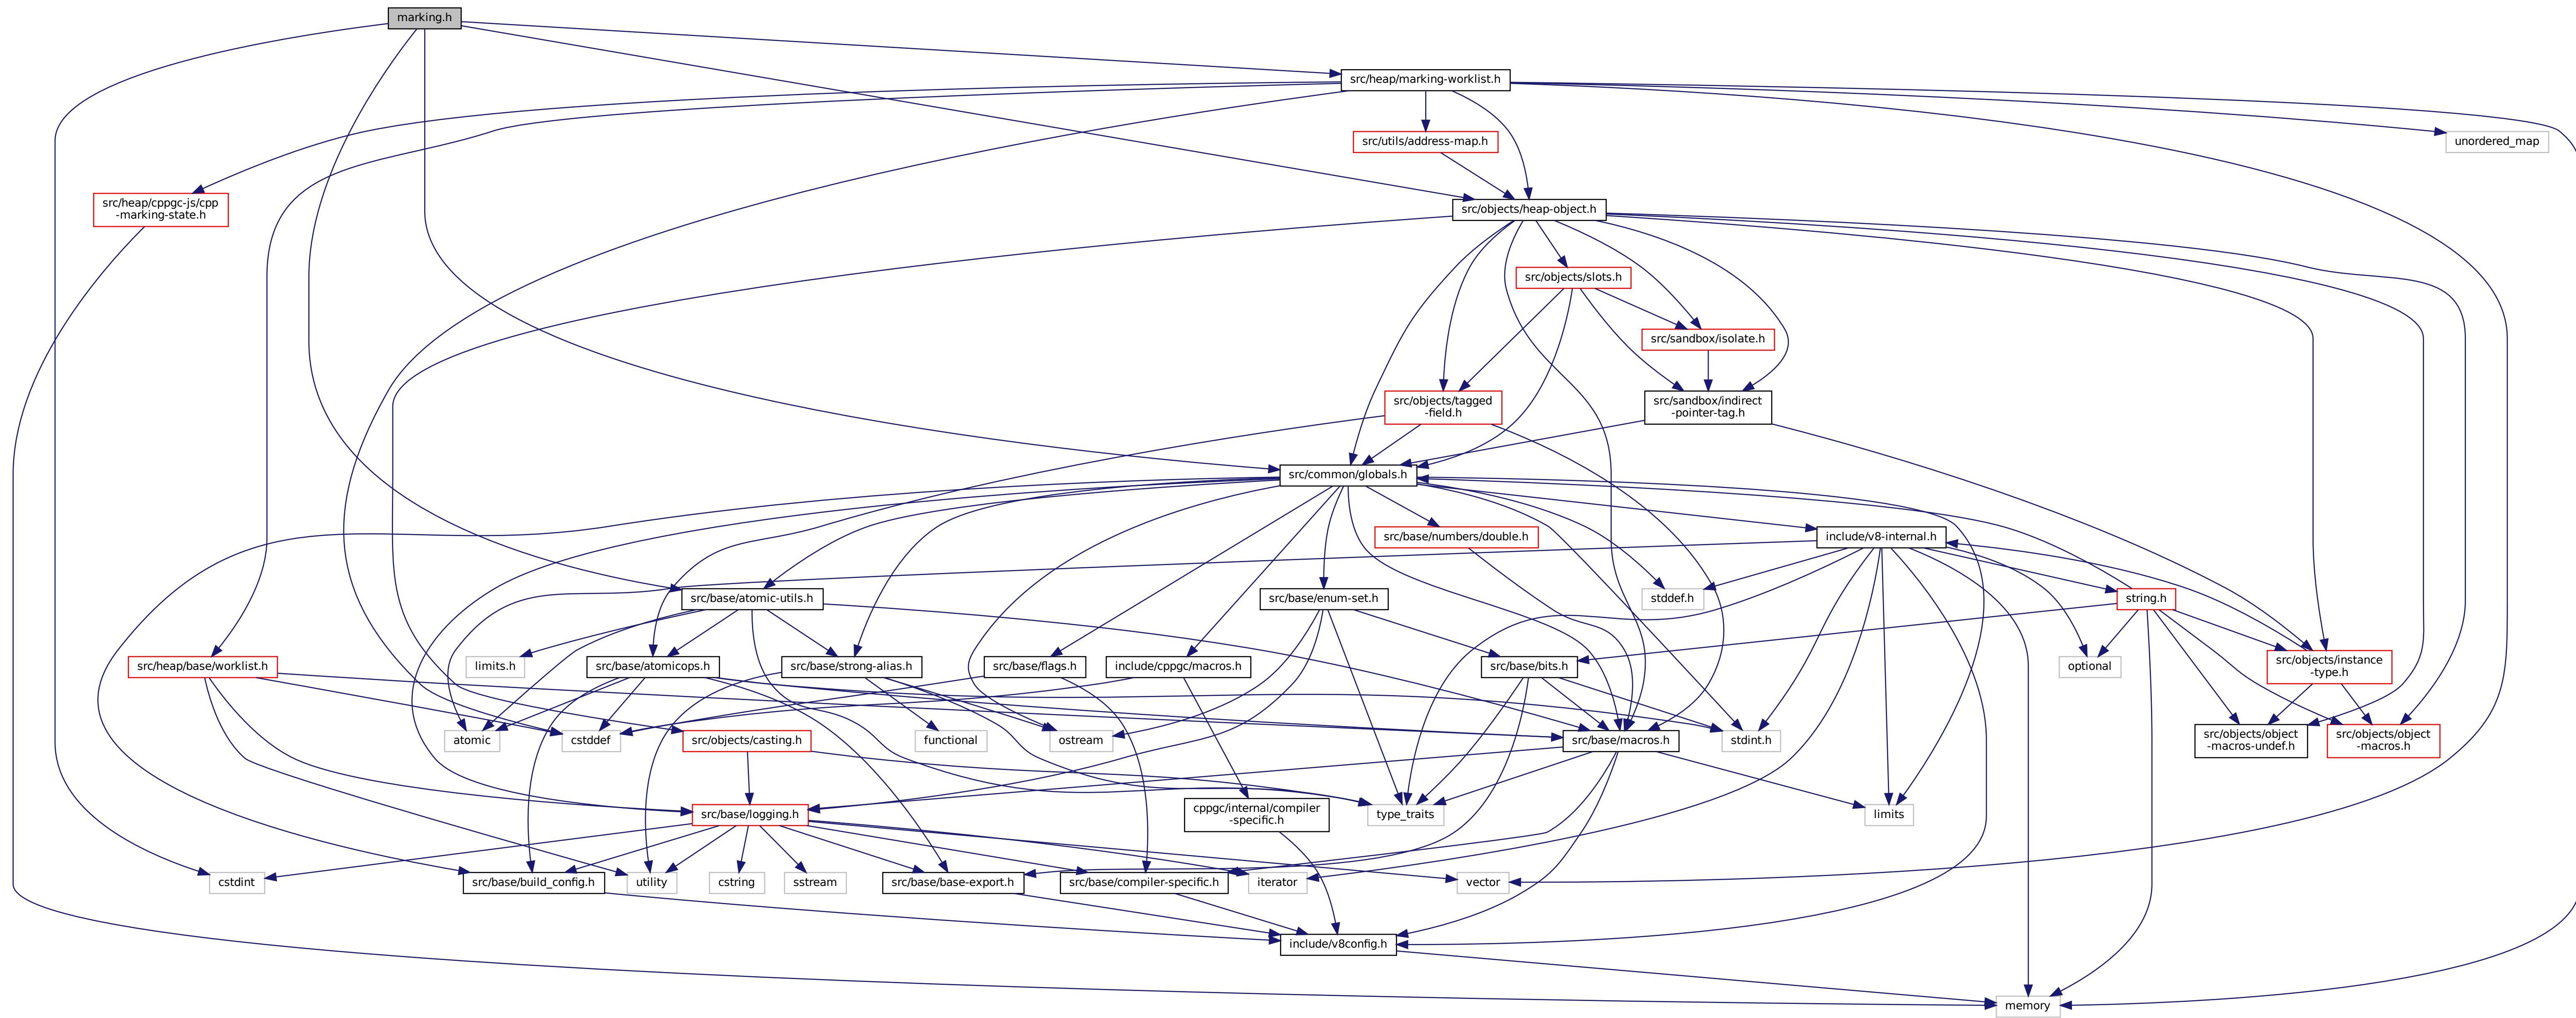 marking.h
src/heap/marking-worklist.h
src/utils/address-map.h
unordered_map
src/heap/cppgc-js/cpp
-marking-state.h
src/objects/heap-object.h
src/objects/slots.h
src/sandbox/isolate.h
src/objects/tagged
-field.h
src/sandbox/indirect
-pointer-tag.h
src/common/globals.h
src/base/numbers/double.h
include/v8-internal.h
src/base/atomic-utils.h
src/base/enum-set.h
stddef.h
string.h
src/heap/base/worklist.h
limits.h
src/base/atomicops.h
src/base/strong-alias.h
src/base/flags.h
include/cppgc/macros.h
src/base/bits.h
optional
src/objects/instance
-type.h
atomic
cstddef
src/objects/casting.h
functional
ostream
src/base/macros.h
stdint.h
src/objects/object
-macros-undef.h
src/objects/object
-macros.h
src/base/logging.h
cppgc/internal/compiler
-specific.h
type_traits
limits
cstdint
src/base/build_config.h
utility
cstring
sstream
src/base/base-export.h
src/base/compiler-specific.h
iterator
vector
include/v8config.h
memory